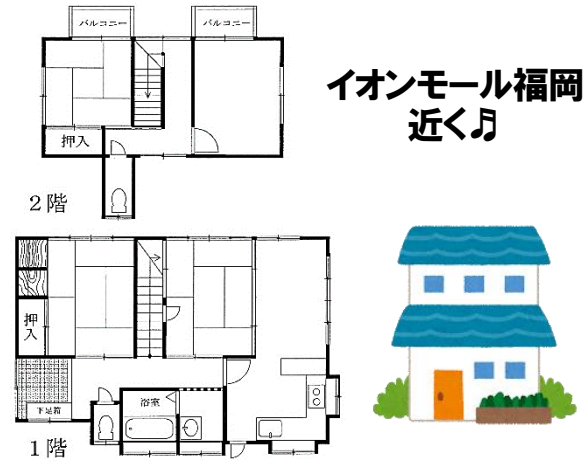 バルコニー
バルコニー
イオンモール福岡
近く♬
押入
2階
押入
下足箱
浴室
1階